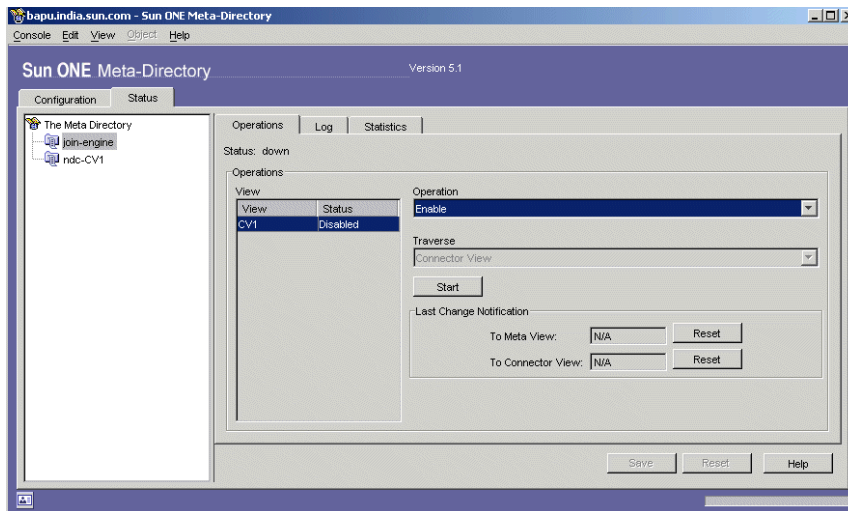 bapu.india.sun.com - Sun ONE Meta-Directory
Console Edit View Object Help
Sun ONE Meta-Directory Version 5.1
Configuration Status
The Meta Directory
join-engine
ndc-CV1
Operations Log Statistics
Status: down
Operations
View
View Status
CV1 Disabled
Operation
Enable
Traverse
Connector View
Start
Last Change Notification
To Meta View: N/A Reset
To Connector View: N/A Reset
Save Reset Help